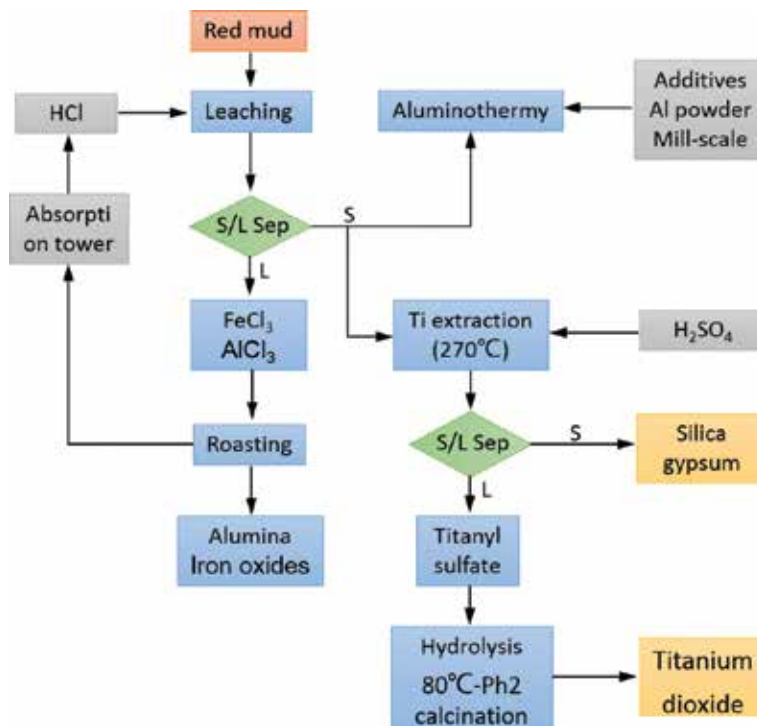 Red mud
HCl
Leaching
Aluminothermy
Additives
Al powder
Mill-scale
Absorpti
on tower
S/L Sep
S
L
FeCl₃
AlCl₃
Ti extraction
(270℃)
H₂SO₄
Roasting
S/L Sep
S
Silica
gypsum
L
Alumina
Iron oxides
Titanyl
sulfate
Hydrolysis
80℃-Ph2
calcination
Titanium
dioxide